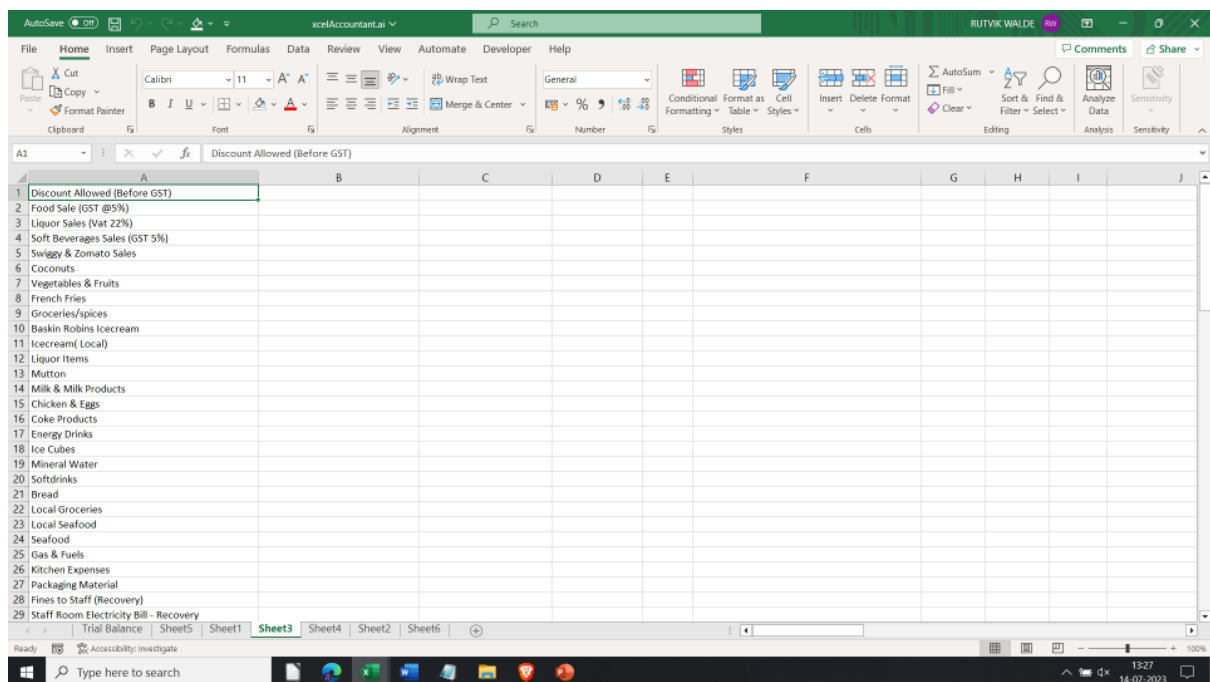 AutoSave Off xcelAccountant.ai Search RUTVIK WALDE RW
File Home Insert Page Layout Formulas Data Review View Automate Developer Help Comments Share
Paste Cut Copy Format Painter
Calibri 11 A^ A˅
B I U A
Wrap Text
Merge & Center
General
% 9
Conditional Formatting Format as Table Cell Styles
Insert Delete Format
AutoSum Fill Clear
Sort & Filter Find & Select
Analyze Data
Sensitivity
Clipboard Font Alignment Number Styles Cells Editing Analysis Sensitivity
A1 fx Discount Allowed (Before GST)
A B C D E F G H I J
1 Discount Allowed (Before GST)
2 Food Sale (GST @5%)
3 Liquor Sales (Vat 22%)
4 Soft Beverages Sales (GST 5%)
5 Swiggy & Zomato Sales
6 Coconuts
7 Vegetables & Fruits
8 French Fries
9 Groceries/spices
10 Baskin Robins Icecream
11 Icecream( Local)
12 Liquor Items
13 Mutton
14 Milk & Milk Products
15 Chicken & Eggs
16 Coke Products
17 Energy Drinks
18 Ice Cubes
19 Mineral Water
20 Softdrinks
21 Bread
22 Local Groceries
23 Local Seafood
24 Seafood
25 Gas & Fuels
26 Kitchen Expenses
27 Packaging Material
28 Fines to Staff (Recovery)
29 Staff Room Electricity Bill - Recovery
Trial Balance Sheet5 Sheet1 Sheet3 Sheet4 Sheet2 Sheet6
Ready Accessibility: Investigate 100%
Type here to search 13:27
14-07-2023